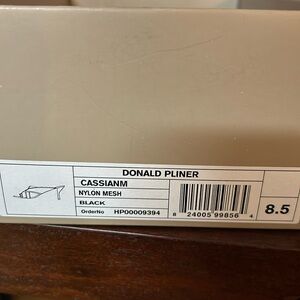 DONALD PLINER
CASSIANM
NYLON MESH
BLACK
OrderNo HP00009394
8 24005 99856 4
8.5